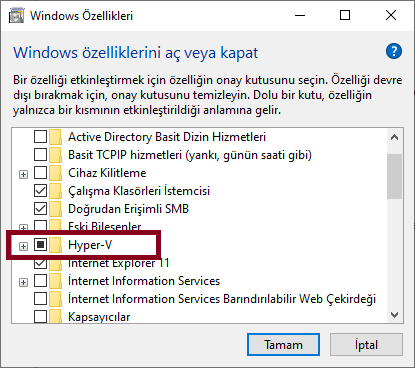 Windows Özellikleri
Windows özelliklerini aç veya kapat
Bir özelliği etkinleştirmek için özelliğin onay kutusunu seçin. Özelliği devre
dışı bırakmak için, onay kutusunu temizleyin. Dolu bir kutu, özelliğin
yalnızca bir kısmının etkinleştirildiği anlamına gelir.
Active Directory Basit Dizin Hizmetleri
Basit TCPIP hizmetleri (yankı, günün saati gibi)
Cihaz Kilitleme
Çalışma Klasörleri İstemcisi
Doğrudan Erişimli SMB
Eski Bileşenler
Hyper-V
Internet Explorer 11
Internet Information Services
Internet Information Services Barındırılabilir Web Çekirdeği
Kapsayıcılar
Tamam
İptal